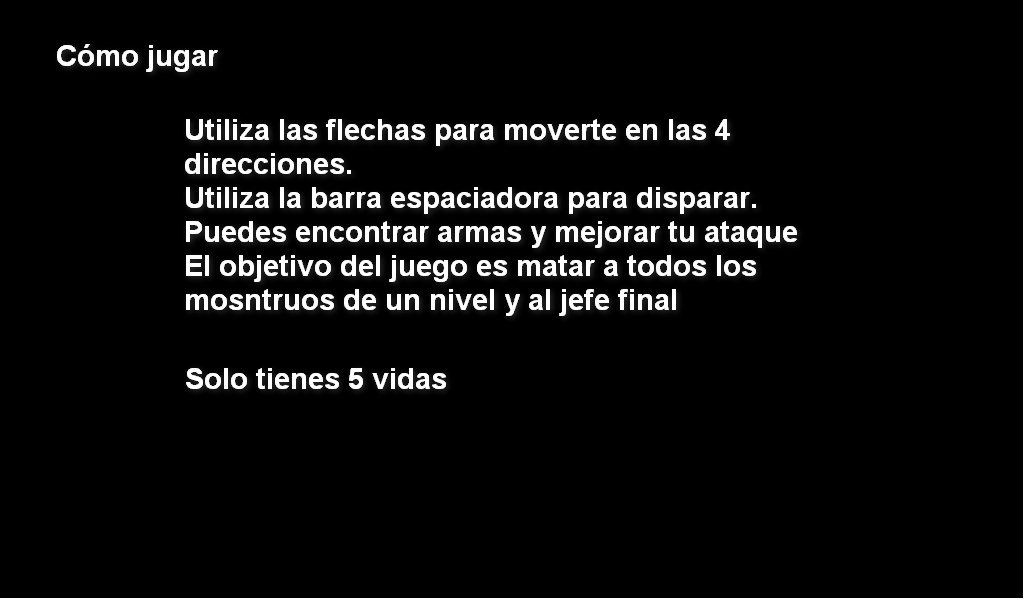 Cómo jugar
Utiliza las flechas para moverte en las 4
direcciones.
Utiliza la barra espaciadora para disparar.
Puedes encontrar armas y mejorar tu ataque
El objetivo del juego es matar a todos los
mosntruos de un nivel y al jefe final
Solo tienes 5 vidas